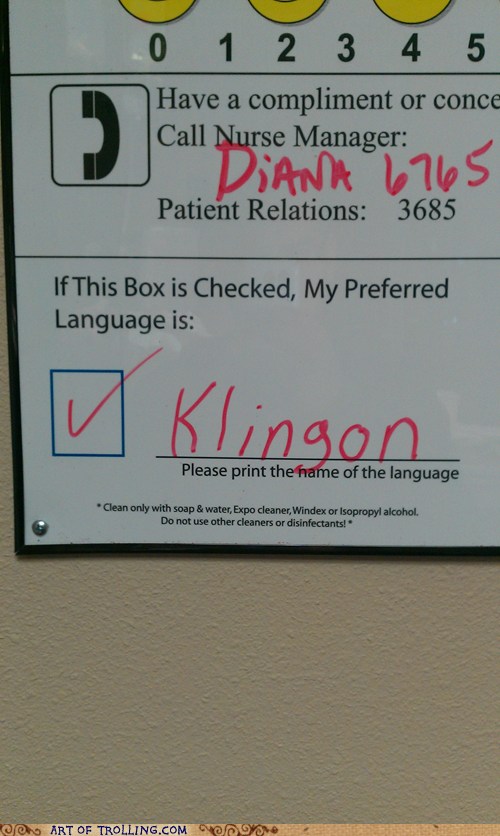 0 1 2 3 4 5
Have a compliment or conce
Call Nurse Manager:
DiANA 6765
Patient Relations: 3685
If This Box is Checked, My Preferred
Language is:
Klingon
Please print the name of the language
* Clean only with soap & water, Expo cleaner, Windex or Isopropyl alcohol.
Do not use other cleaners or disinfectants! *
ART OF TROLLING.COM